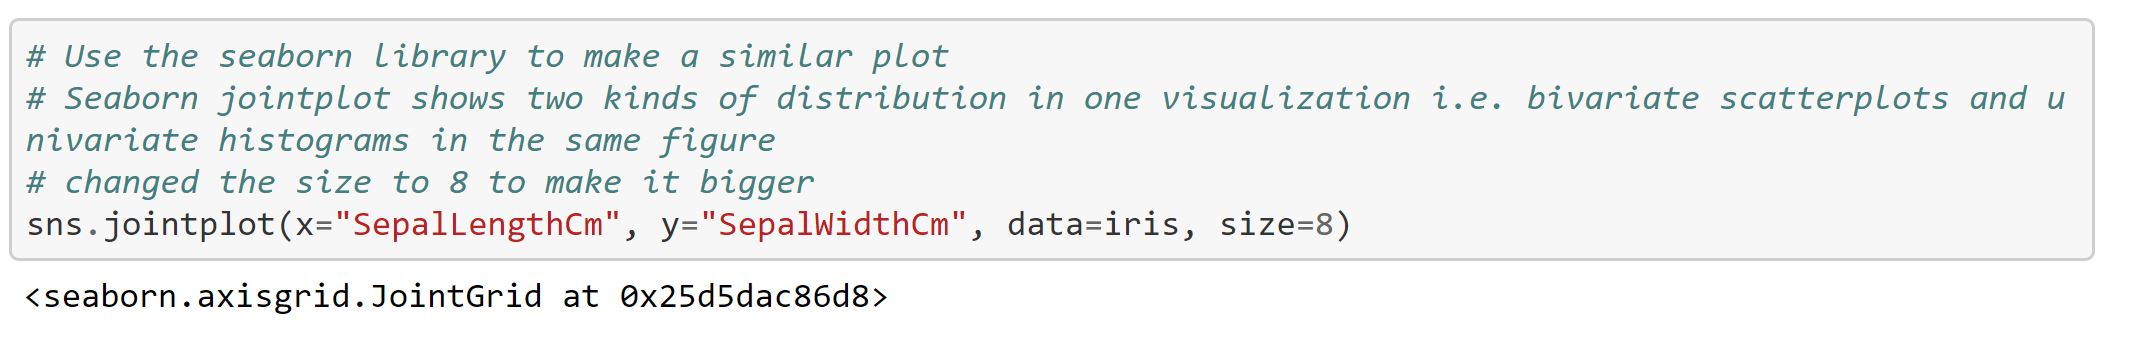 # Use the seaborn library to make a similar plot
# Seaborn jointplot shows two kinds of distribution in one visualization i.e. bivariate scatterplots and u
nivariate histograms in the same figure
# changed the size to 8 to make it bigger
sns.jointplot(x="SepalLengthCm", y="SepalWidthCm", data=iris, size=8)
<seaborn.axisgrid.JointGrid at 0x25d5dac86d8>